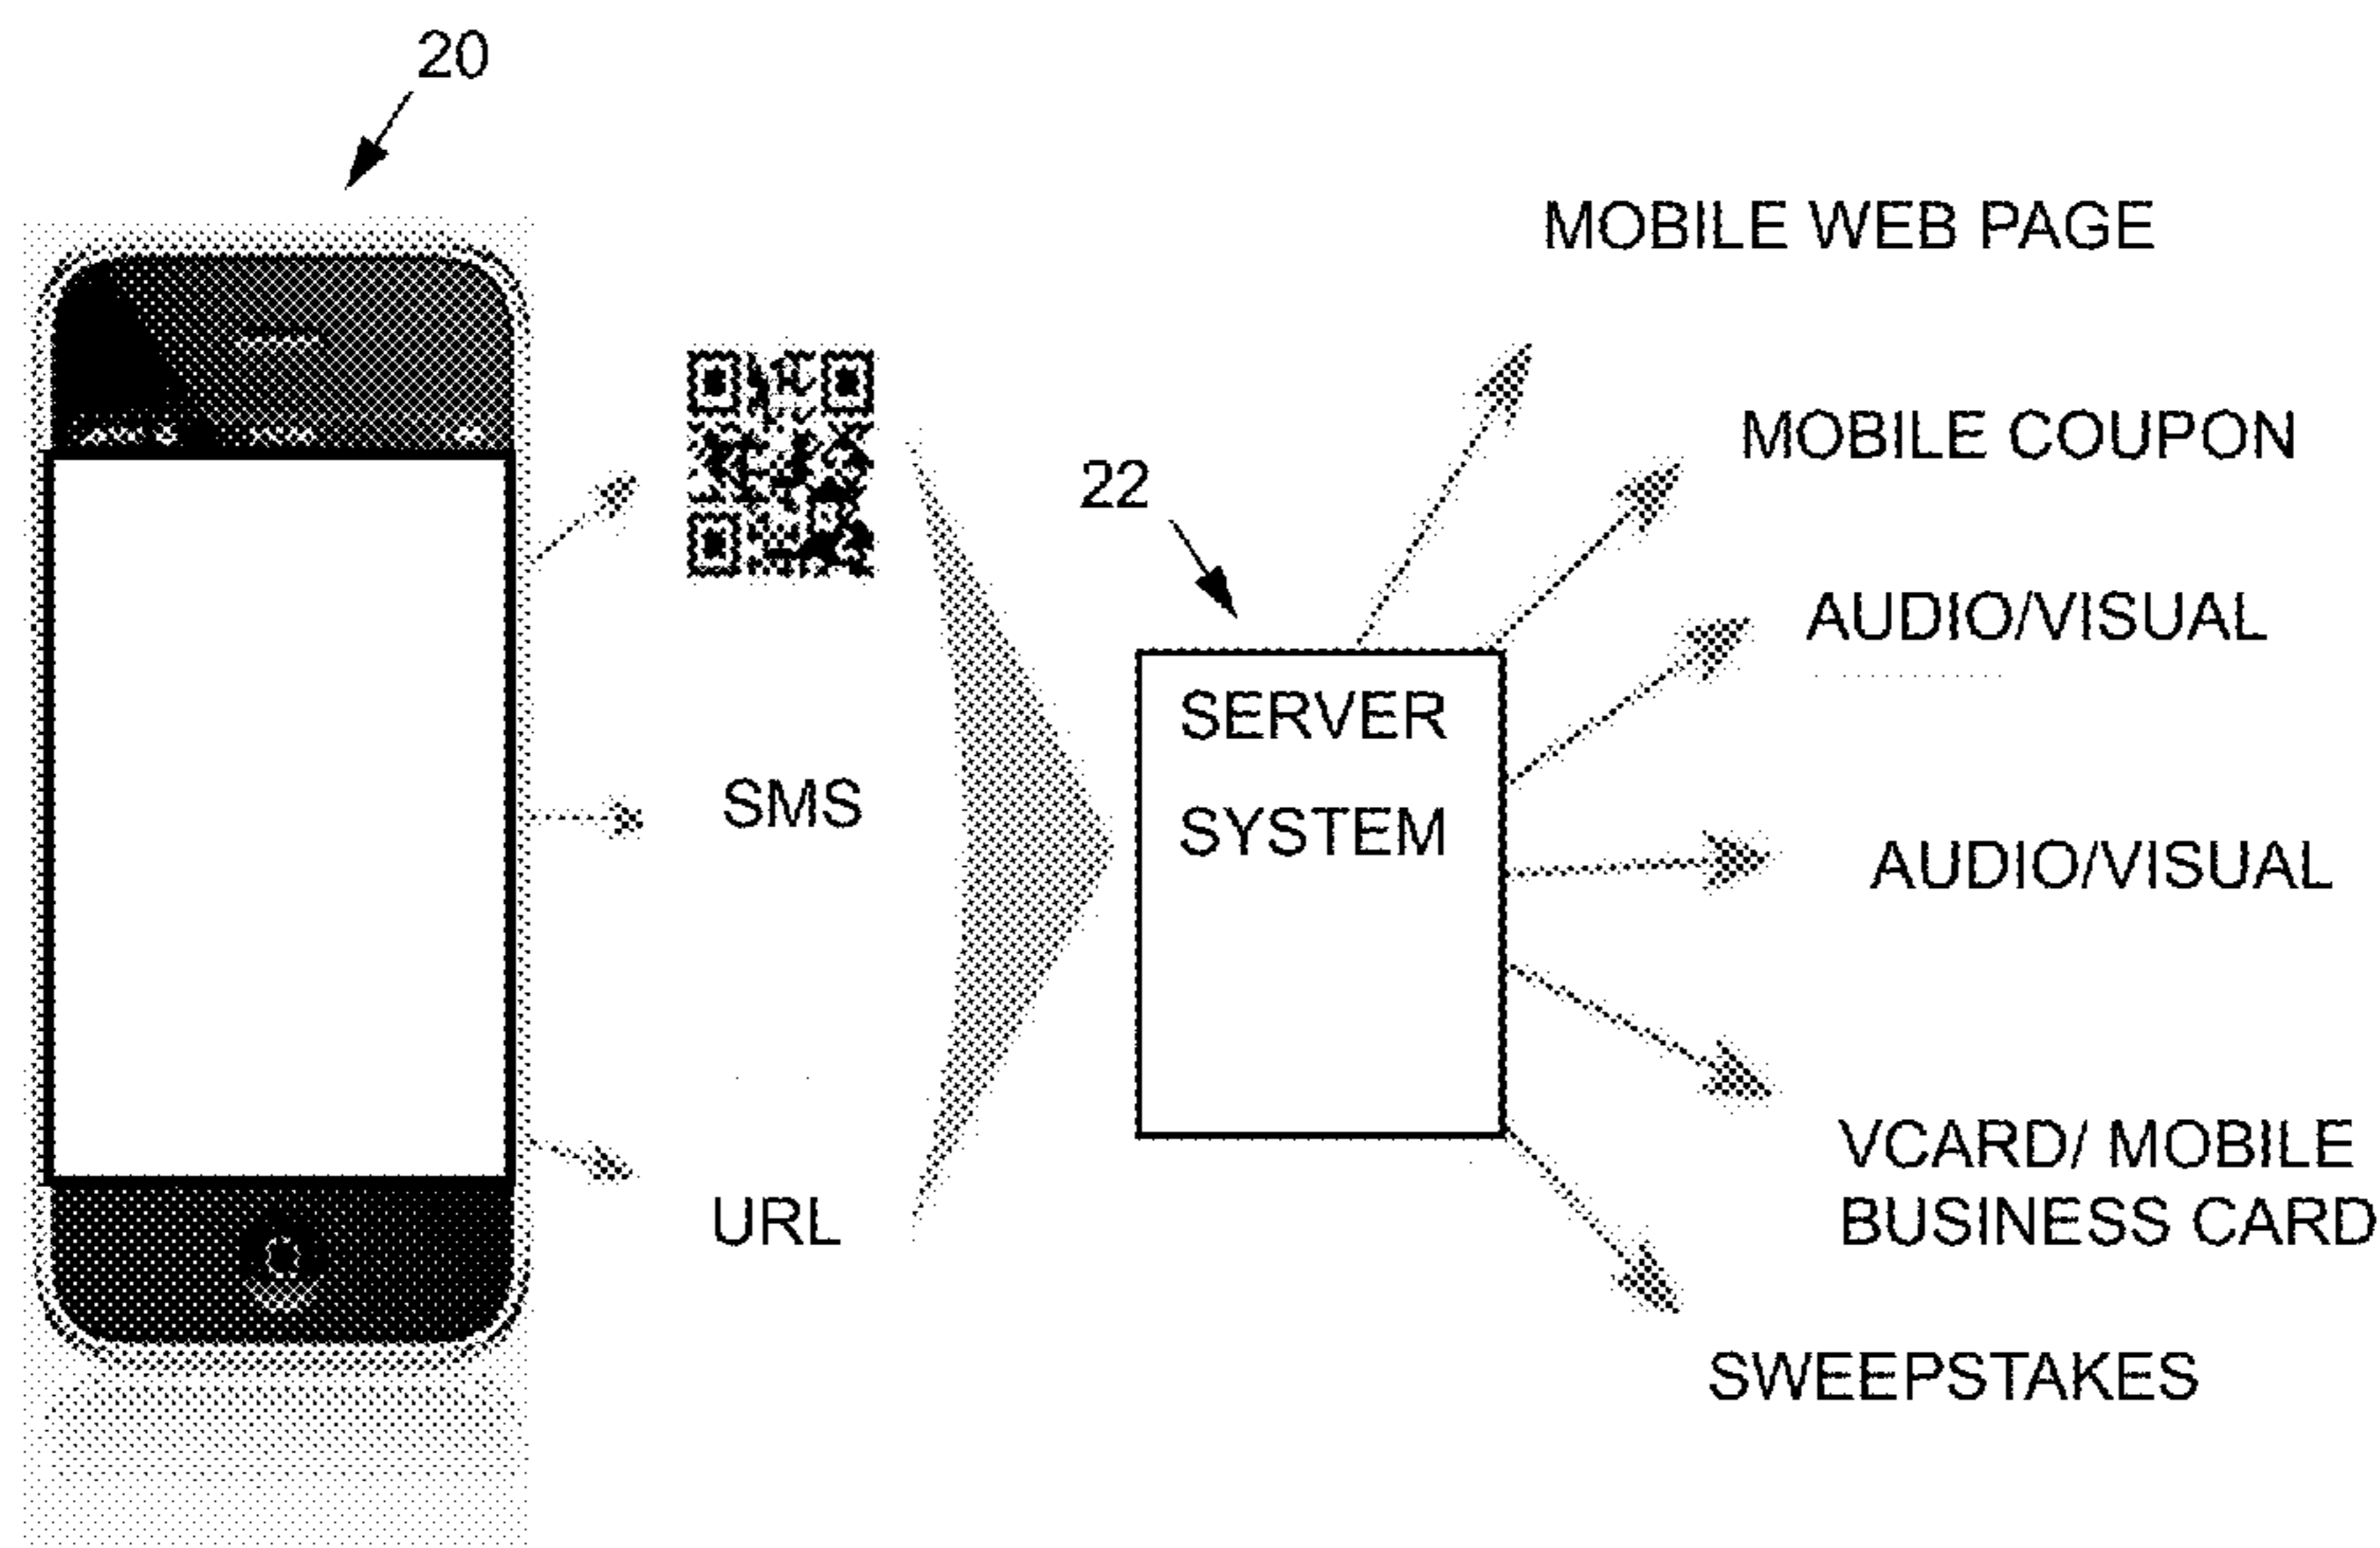 20
MOBILE WEB PAGE
MOBILE COUPON
22
AUDIO/VISUAL
SERVER
SYSTEM
SMS
AUDIO/VISUAL
VCARD/ MOBILE
BUSINESS CARD
URL
SWEEPSTAKES